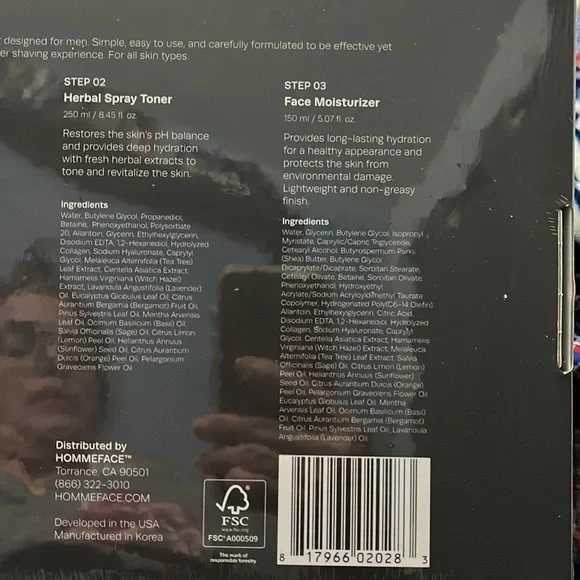 designed for men. Simple, easy to use, and carefully formulated to be effective yet
er shaving experience. For all skin types.
STEP 02
Herbal Spray Toner
250 ml / 8.45 fl. oz.
Restores the skin's pH balance
and provides deep hydration
with fresh herbal extracts to
tone and revitalize the skin.
Ingredients
Water, Butylene Glycol, Propanediol,
Betaine, Phenoxyethanol, Polysorbate
20, Allantoin, Glycerin, Ethylhexylglycerin,
Disodium EDTA, 1,2-Hexanediol, Hydrolyzed
Collagen, Sodium Hyaluronate, Caprylyl
Glycol, Melaleuca Alternifolia (Tea Tree)
Leaf Extract, Centella Asiatica Extract,
Hamamelis Virginiana (Witch Hazel)
Extract, Lavandula Angustifolia (Lavender)
Oil, Eucalyptus Globulus Leaf Oil, Citrus
Aurantium Bergamia (Bergamot) Fruit Oil,
Pinus Sylvestris Leaf Oil, Mentha Arvensis
Leaf Oil, Ocimum Basilicum (Basil) Oil,
Salvia Officinalis (Sage) Oil, Citrus Limon
(Lemon) Peel Oil, Helianthus Annuus
(Sunflower) Seed Oil, Citrus Aurantium
Dulcis (Orange) Peel Oil, Pelargonium
Graveolens Flower Oil
STEP 03
Face Moisturizer
150 ml / 5.07 fl. oz.
Provides long-lasting hydration
for a healthy appearance and
protects the skin from
environmental damage.
Lightweight and non-greasy
finish.
Ingredients
Water, Glycerin, Butylene Glycol, Isopropyl
Myristate, Caprylic/Capric Triglyceride,
Cetearyl Alcohol, Butyrospermum Parkii
(Shea) Butter, Butylene Glycol
Dicaprylate/Dicaprate, Sorbitan Stearate,
Cetearyl Olivate, Betaine, Sorbitan Olivate,
Phenoxyethanol, Hydroxyethyl
Acrylate/Sodium Acryloyldimethyl Taurate
Copolymer, Hydrogenated Poly(C6-14 Olefin),
Allantoin, Ethylhexylglycerin, Citric Acid,
Disodium EDTA, 1,2-Hexanediol, Hydrolyzed
Collagen, Sodium Hyaluronate, Caprylyl
Glycol, Centella Asiatica Extract, Hamamelis
Virginiana (Witch Hazel) Extract, Melaleuca
Alternifolia (Tea Tree) Leaf Extract, Salvia
Officinalis (Sage) Oil, Citrus Limon (Lemon)
Peel Oil, Helianthus Annuus (Sunflower)
Seed Oil, Citrus Aurantium Dulcis (Orange)
Peel Oil, Pelargonium Graveolens Flower Oil,
Eucalyptus Globulus Leaf Oil, Mentha
Arvensis Leaf Oil, Ocimum Basilicum (Basil)
Oil, Citrus Aurantium Bergamia (Bergamot)
Fruit Oil, Pinus Sylvestris Leaf Oil, Lavandula
Angustifolia (Lavender) Oil
Distributed by
HOMMEFACE™
Torrance, CA 90501
(866) 322-3010
HOMMEFACE.COM
Developed in the USA
Manufactured in Korea
FSC
www.fsc.org
FSC® A000509
The mark of
responsible forestry
8 17966 02028 3